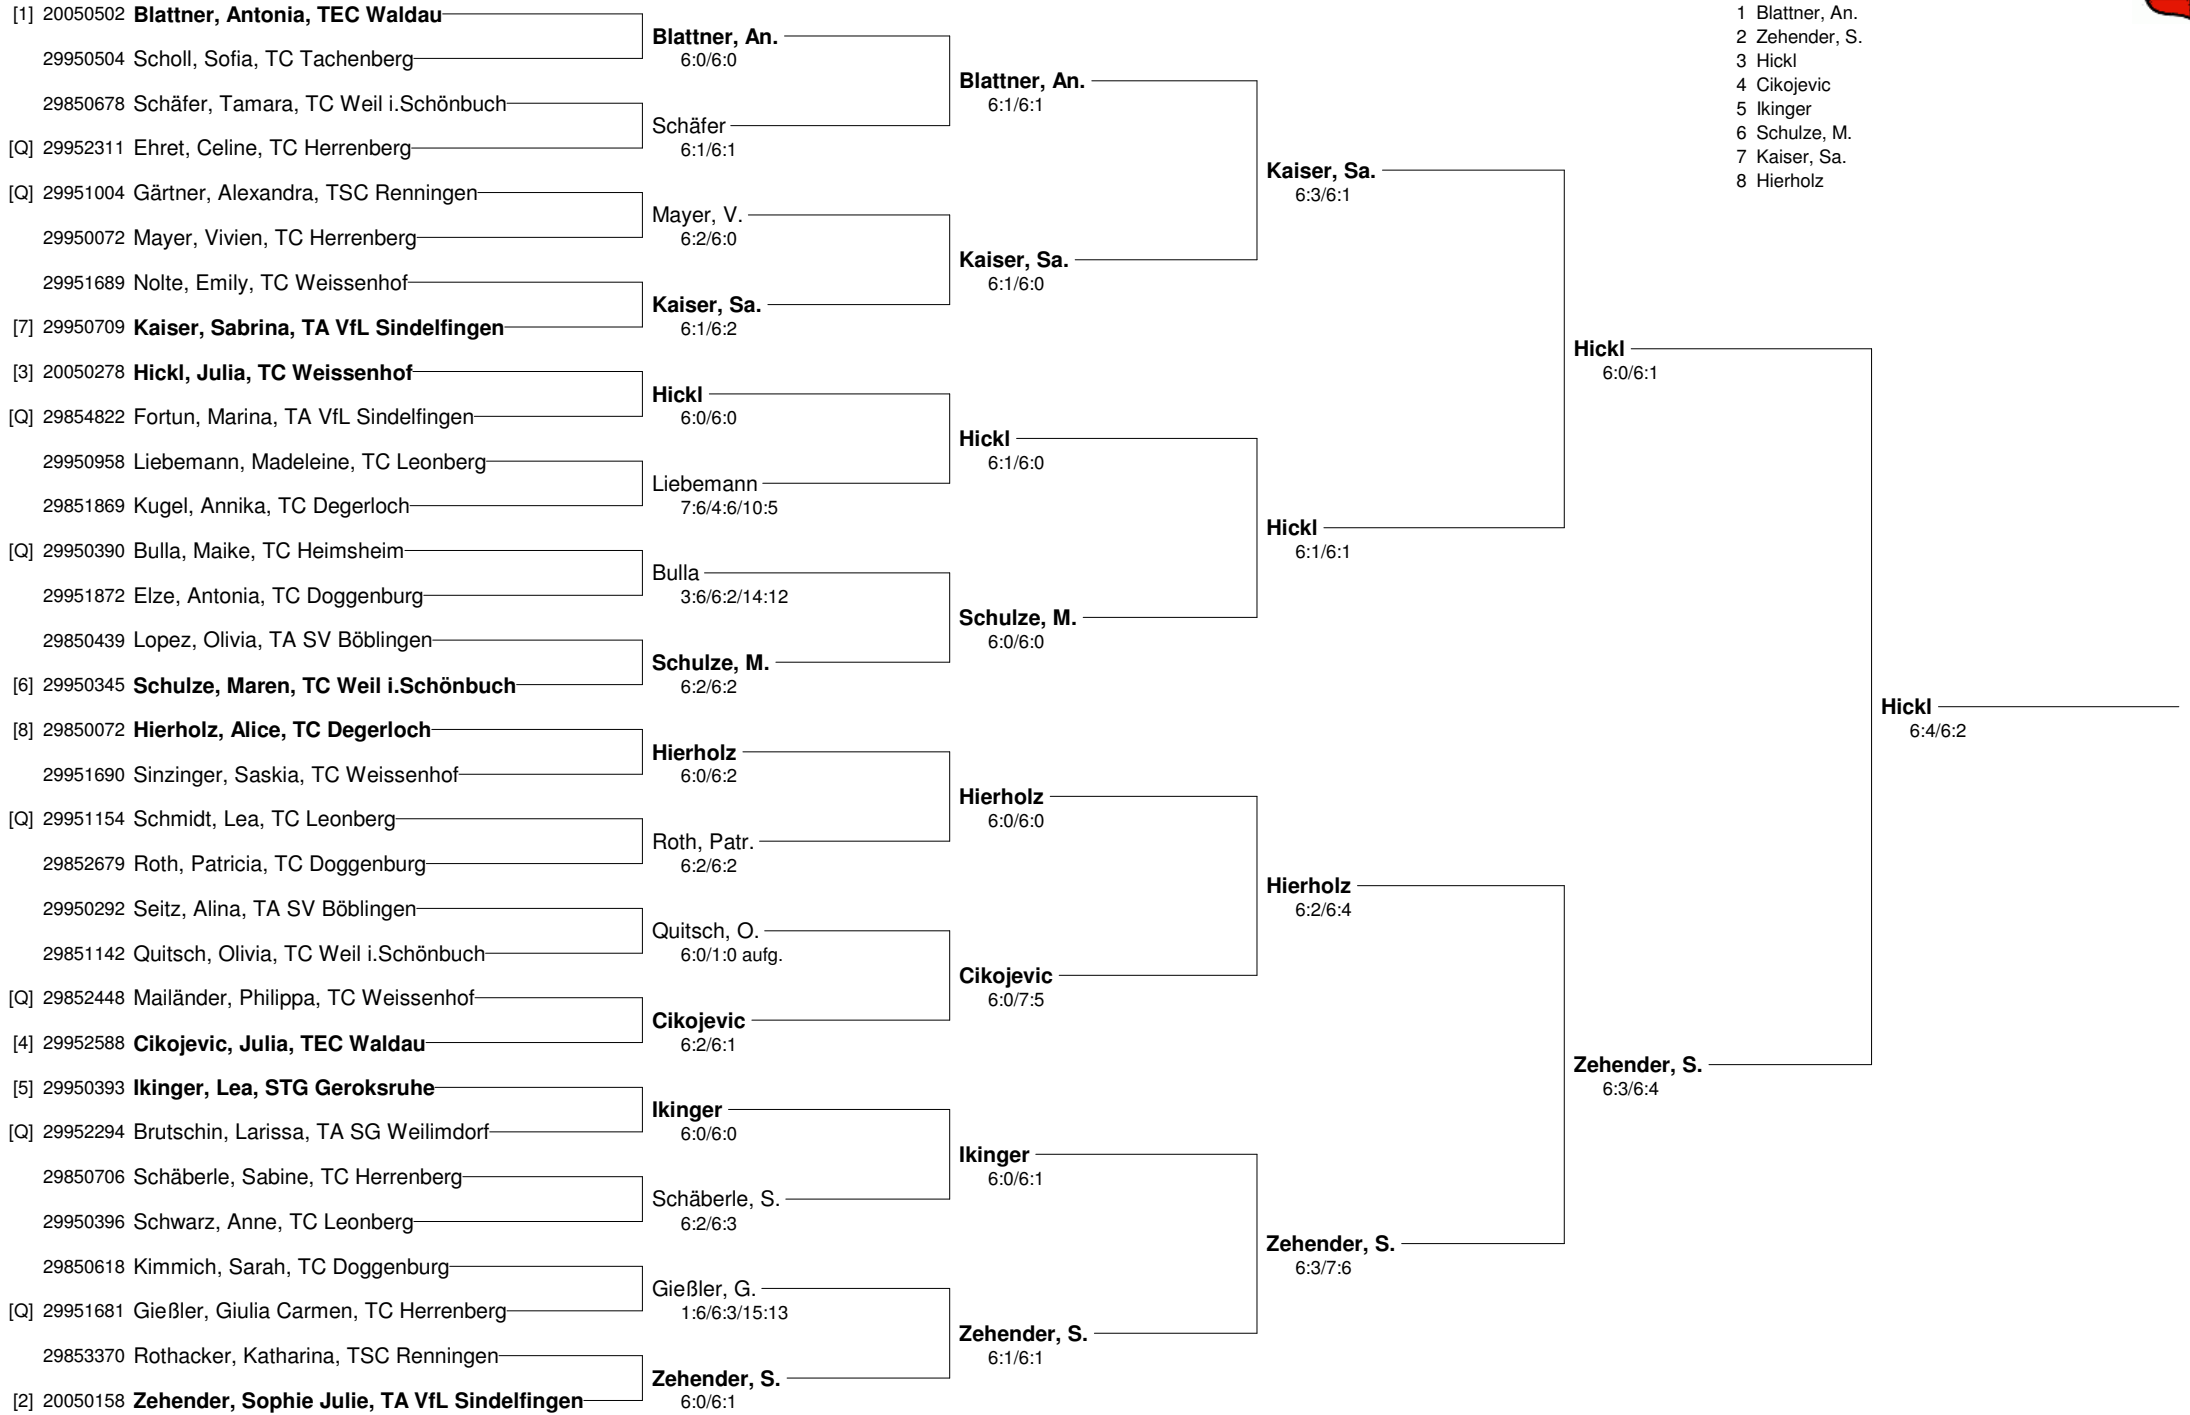 [1] 20050502 Blattner, Antonia, TEC Waldau
29950504 Scholl, Sofia, TC Tachenberg
29850678 Schäfer, Tamara, TC Weil i.Schönbuch
[Q] 29952311 Ehret, Celine, TC Herrenberg
[Q] 29951004 Gärtner, Alexandra, TSC Renningen
29950072 Mayer, Vivien, TC Herrenberg
29951689 Nolte, Emily, TC Weissenhof
[7] 29950709 Kaiser, Sabrina, TA VfL Sindelfingen
[3] 20050278 Hickl, Julia, TC Weissenhof
[Q] 29854822 Fortun, Marina, TA VfL Sindelfingen
29950958 Liebemann, Madeleine, TC Leonberg
29851869 Kugel, Annika, TC Degerloch
[Q] 29950390 Bulla, Maike, TC Heimsheim
29951872 Elze, Antonia, TC Doggenburg
29850439 Lopez, Olivia, TA SV Böblingen
[6] 29950345 Schulze, Maren, TC Weil i.Schönbuch
[8] 29850072 Hierholz, Alice, TC Degerloch
29951690 Sinzinger, Saskia, TC Weissenhof
[Q] 29951154 Schmidt, Lea, TC Leonberg
29852679 Roth, Patricia, TC Doggenburg
29950292 Seitz, Alina, TA SV Böblingen
29851142 Quitsch, Olivia, TC Weil i.Schönbuch
[Q] 29852448 Mailänder, Philippa, TC Weissenhof
[4] 29952588 Cikojevic, Julia, TEC Waldau
[5] 29950393 Ikinger, Lea, STG Geroksruhe
[Q] 29952294 Brutschin, Larissa, TA SG Weilimdorf
29850706 Schäberle, Sabine, TC Herrenberg
29950396 Schwarz, Anne, TC Leonberg
29850618 Kimmich, Sarah, TC Doggenburg
[Q] 29951681 Gießler, Giulia Carmen, TC Herrenberg
29853370 Rothacker, Katharina, TSC Renningen
[2] 20050158 Zehender, Sophie Julie, TA VfL Sindelfingen
Blattner, An.
6:0/6:0
Schäfer
6:1/6:1
Mayer, V.
6:2/6:0
Kaiser, Sa.
6:1/6:2
Hickl
6:0/6:0
Liebemann
7:6/4:6/10:5
Bulla
3:6/6:2/14:12
Schulze, M.
6:2/6:2
Hierholz
6:0/6:2
Roth, Patr.
6:2/6:2
Quitsch, O.
6:0/1:0 aufg.
Cikojevic
6:2/6:1
Ikinger
6:0/6:0
Schäberle, S.
6:2/6:3
Gießler, G.
1:6/6:3/15:13
Zehender, S.
6:0/6:1
Blattner, An.
6:1/6:1
Kaiser, Sa.
6:1/6:0
Hickl
6:1/6:0
Schulze, M.
6:0/6:0
Hierholz
6:0/6:0
Cikojevic
6:0/7:5
Ikinger
6:0/6:1
Zehender, S.
6:1/6:1
Kaiser, Sa.
6:3/6:1
Hickl
6:1/6:1
Hierholz
6:2/6:4
Zehender, S.
6:3/7:6
Hickl
6:0/6:1
Zehender, S.
6:3/6:4
Hickl
6:4/6:2
1 Blattner, An.
2 Zehender, S.
3 Hickl
4 Cikojevic
5 Ikinger
6 Schulze, M.
7 Kaiser, Sa.
8 Hierholz